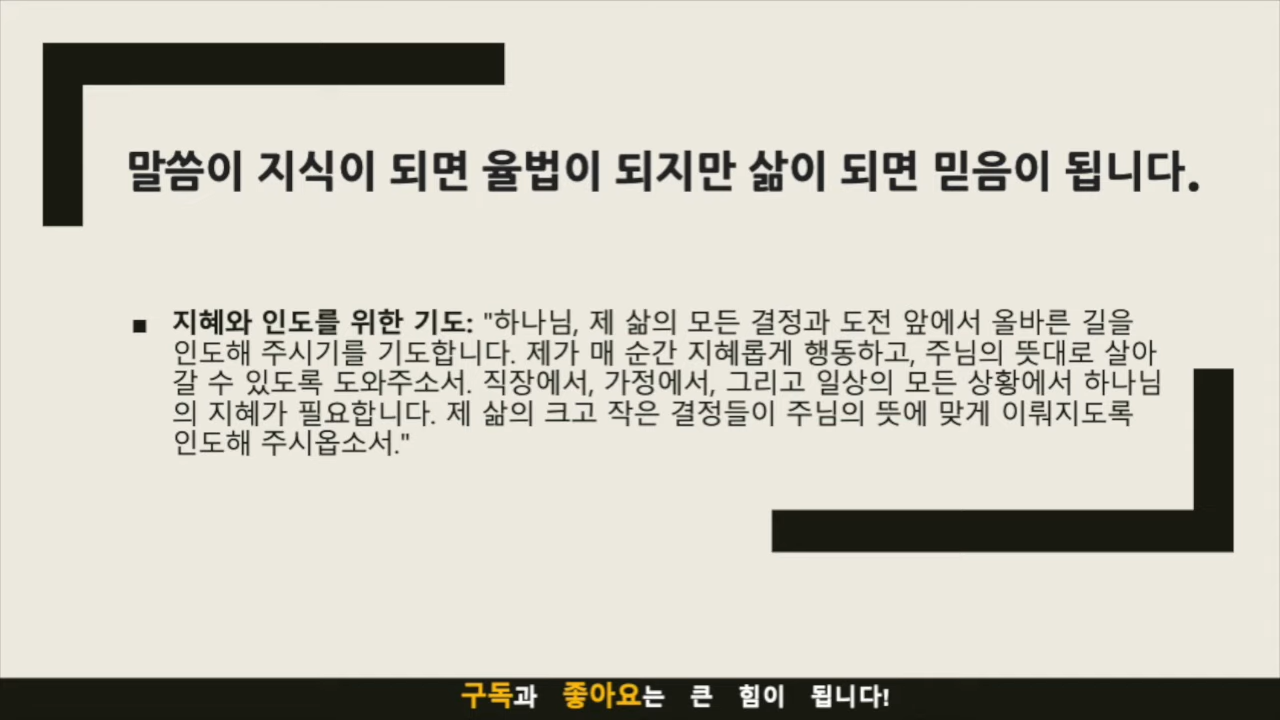 말씀이 지식이 되면 율법이 되지만 삶이 되면 믿음이 됩니다.
■ 지혜와 인도를 위한 기도: "하나님, 제 삶의 모든 결정과 도전 앞에서 올바른 길을
인도해 주시기를 기도합니다. 제가 매 순간 지혜롭게 행동하고, 주님의 뜻대로 살아
갈 수 있도록 도와주소서. 직장에서, 가정에서, 그리고 일상의 모든 상황에서 하나님
의 지혜가 필요합니다. 제 삶의 크고 작은 결정들이 주님의 뜻에 맞게 이뤄지도록
인도해 주시옵소서."
구독과 좋아요는 큰 힘이 됩니다!